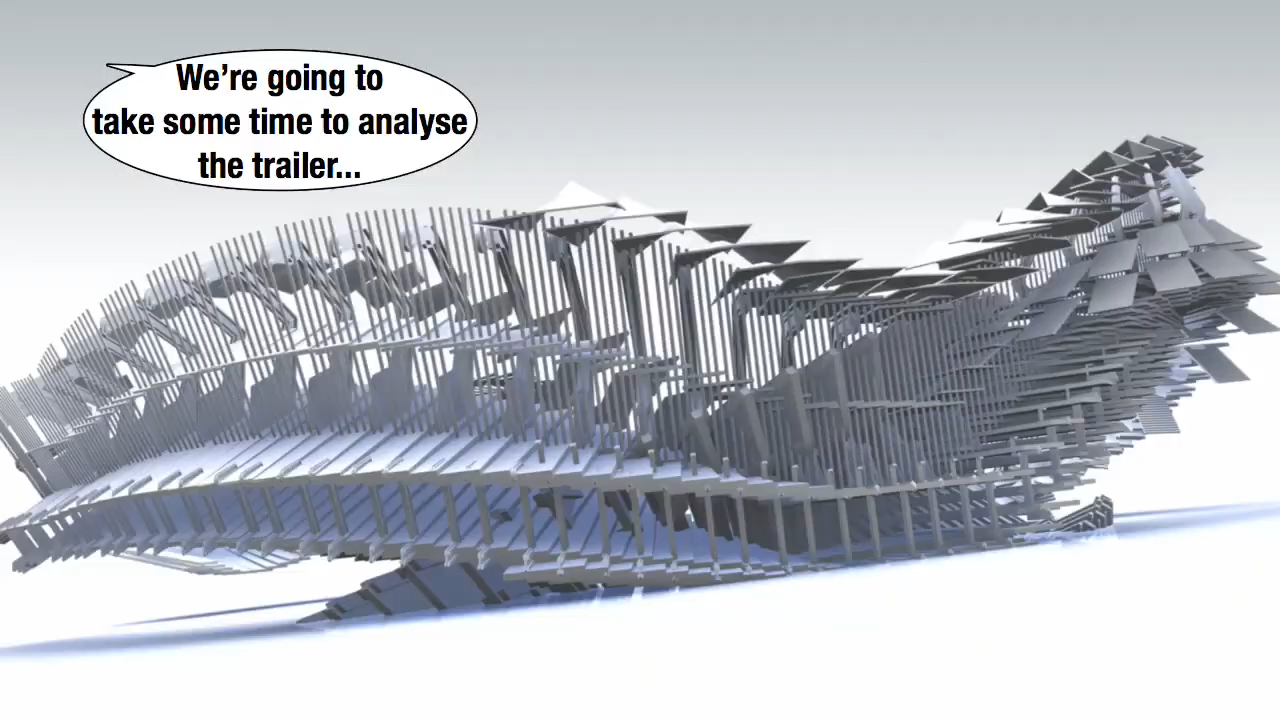 We’re going to
take some time to analyse
the trailer...